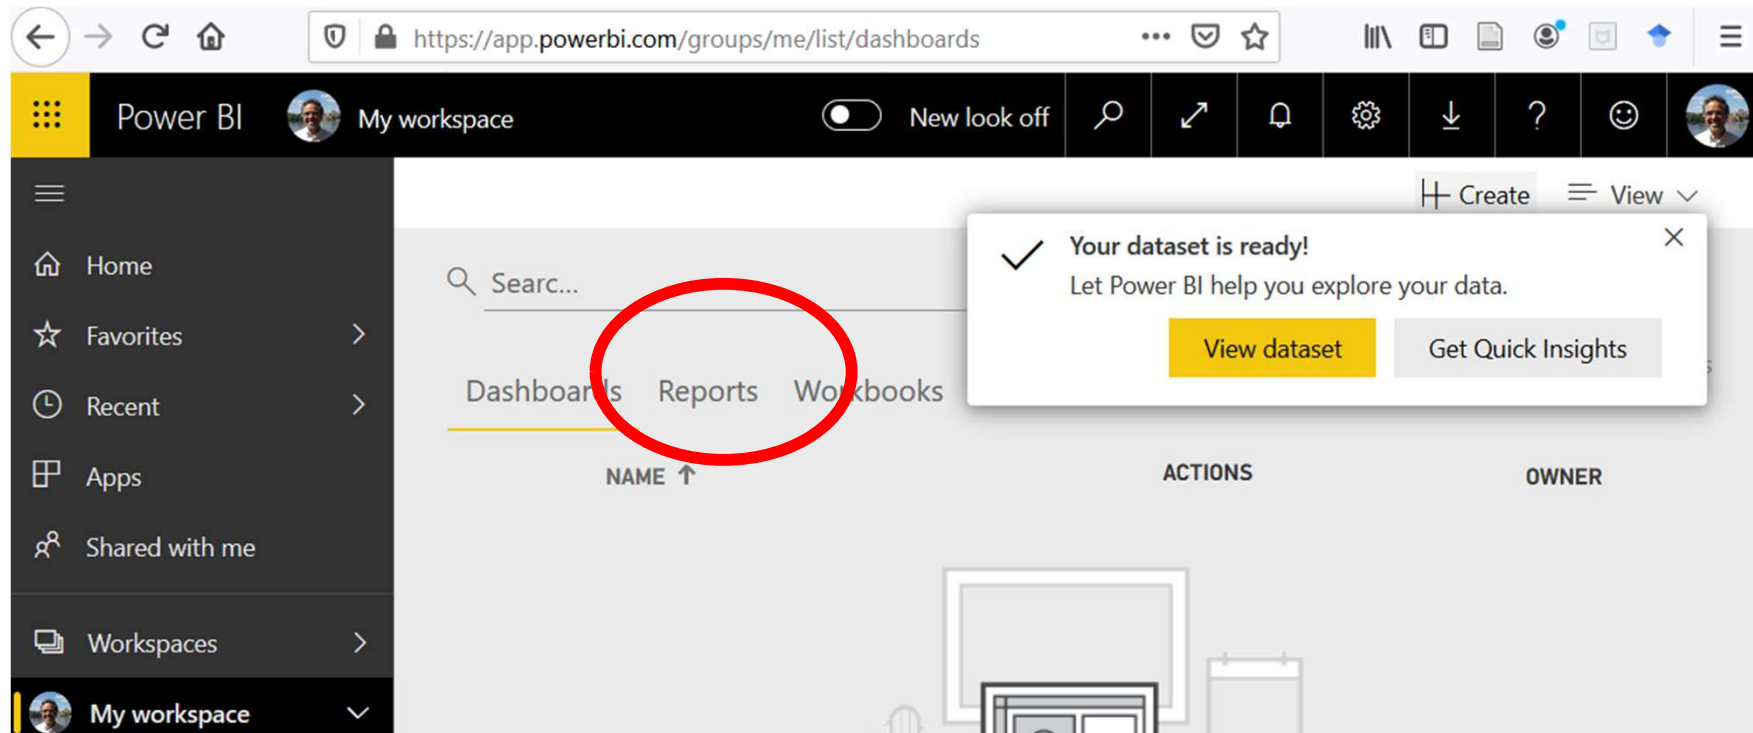 https://app.powerbi.com/groups/me/list/dashboards
Power BI My workspace New look off ?
Create View
Home
Favorites
Recent
Apps
Shared with me
Workspaces
My workspace
Searc...
Your dataset is ready!
Let Power BI help you explore your data.
View dataset Get Quick Insights
Dashboards Reports Workbooks
NAME ACTIONS OWNER